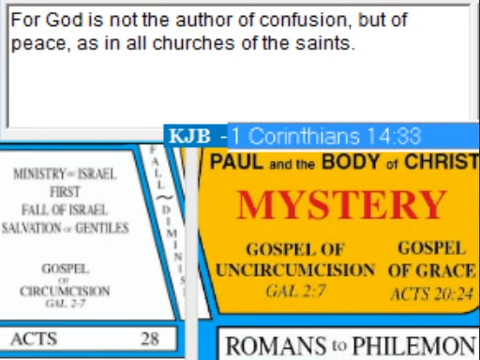 For God is not the author of confusion, but of
peace, as in all churches of the saints.
KJB - 1 Corinthians 14:33
MINISTRY OF ISRAEL
FIRST
FALL OF ISRAEL
SALVATION OF GENTILES
GOSPEL
OF
CIRCUMCISION
GAL 2-7
ACTS 28
FALL ~ DIMINIS
PAUL and the BODY of CHRIST
MYSTERY
GOSPEL OF
UNCIRCUMCISION
GAL 2:7
GOSPEL
OF GRACE
ACTS 20:24
ROMANS to PHILEMON